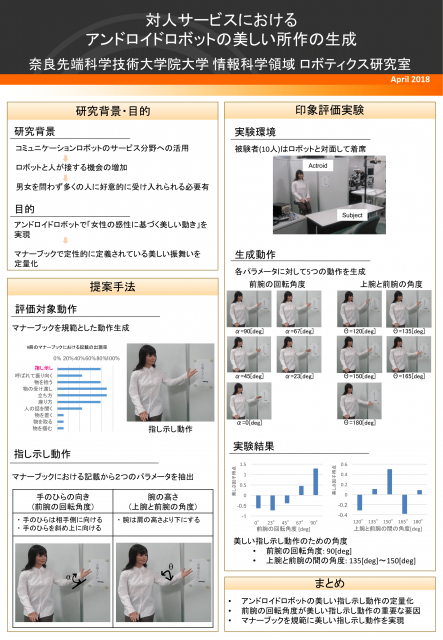 対人サービスにおける
アンドロイドロボットの美しい所作の生成
奈良先端科学技術大学院大学 情報科学領域 ロボティクス研究室
April 2018
研究背景・目的
研究背景
コミュニケーションロボットのサービス分野への活用
ロボットと人が接する機会の増加
男女を問わず多くの人に好意的に受け入れられる必要有
目的
アンドロイドロボットで「女性の感性に基づく美しい動き」を
実現
マナーブックで定性的に定義されている美しい振舞いを
定量化
提案手法
評価対象動作
マナーブックを規範とした動作生成
8冊のマナーブックにおける記載の出現率
0% 20%40%60%80%100%
指し示し
呼ばれて振り向く
物を拾う
物の受け渡し
立ち方
座り方
人の話を聞く
物を置く
物を取る
物を積む
指し示し動作
指し示し動作
マナーブックにおける記載から2つのパラメータを抽出
手のひらの向き
(前腕の回転角度)
・ 手のひらは相手側に向ける
・ 手のひらを斜め上に向ける
腕の高さ
(上腕と前腕の角度)
・ 腕は肩の高さより下にする
α
θ
印象評価実験
実験環境
被験者(10人)はロボットと対面して着席
Actroid
Subject
生成動作
各パラメータに対して5つの動作を生成
前腕の回転角度
上腕と前腕の角度
α=90[deg] α=67[deg] Θ=120[deg] Θ=135[deg]
α=45[deg] α=23[deg] Θ=150[deg] Θ=165[deg]
α=0[deg] Θ=180[deg]
実験結果
1.5
1
0.5
0
-0.5
-1
0° 23° 45° 67° 90°
前腕の回転角度 [deg]
0.6
0.4
0.2
0
-0.2
-0.4
120° 135° 150° 165° 180°
上腕と前腕の間の角度 [deg]
美しい指し示し動作のための角度
• 前腕の回転角度: 90[deg]
• 上腕と前腕の間の角度: 135[deg]～150[deg]
まとめ
• アンドロイドロボットの美しい指し示し動作の定量化
• 前腕の回転角度が美しい指し示し動作の重要な要因
• マナーブックを規範に美しい指し示し動作を実現